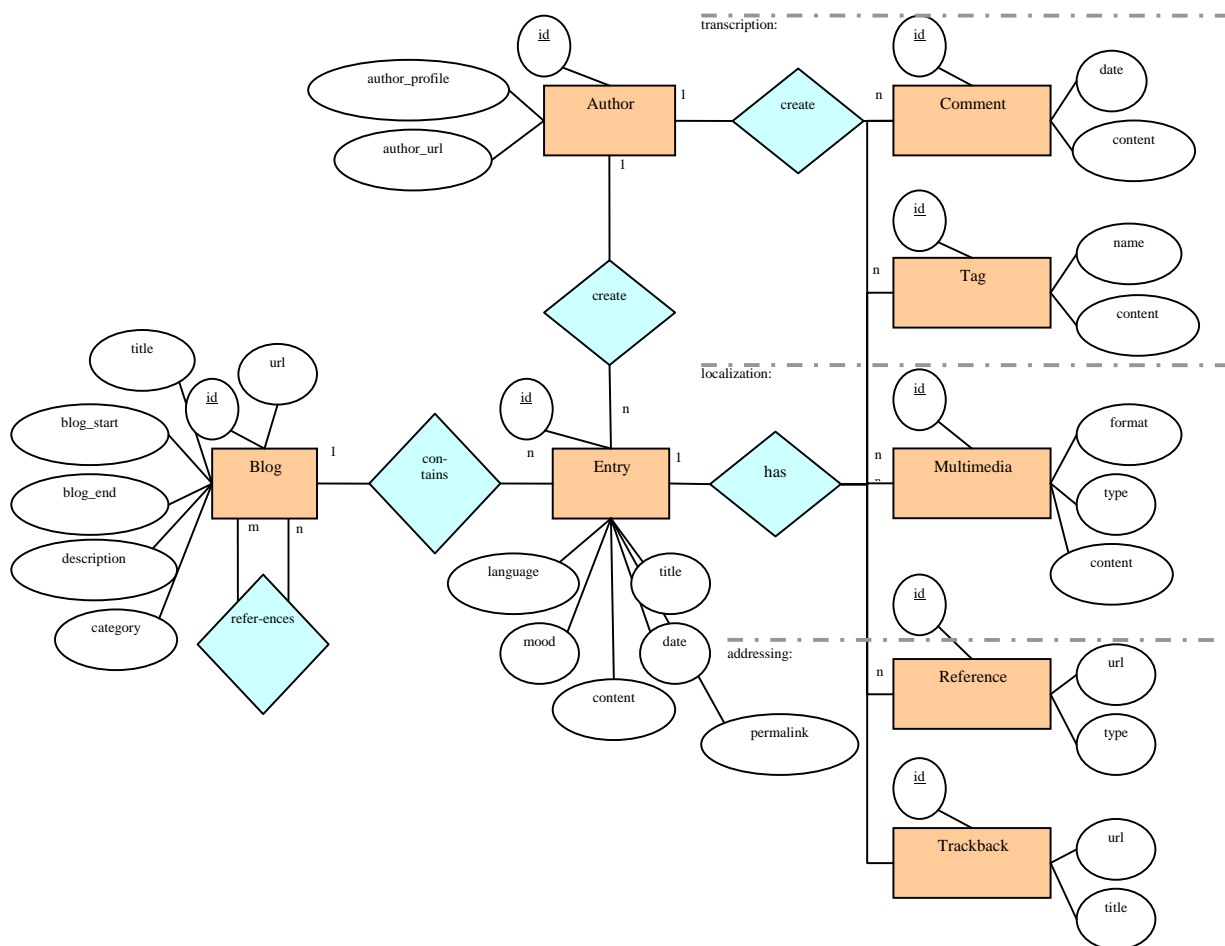 transcription:
id
id
date
author_profile
Author
1
create
n
Comment
author_url
content
1
id
name
n
Tag
create
content
title
url
localization:
id
id
id
format
blog_start
n
1
Blog
con-
tains
n
Entry
1
has
n
n
Multimedia
type
blog_end
m
n
description
language
title
content
id
category
refer-ences
mood
date
addressing:
url
n
Reference
content
permalink
type
id
Trackback
url
title